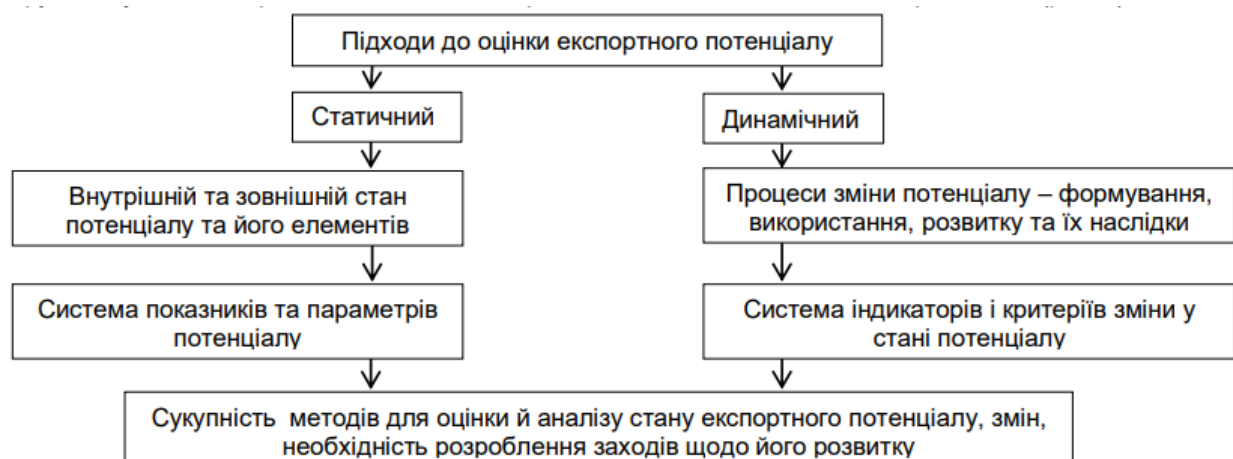 Підходи до оцінки експортного потенціалу
Статичний
Динамічний
Внутрішній та зовнішній стан
потенціалу та його елементів
Процеси зміни потенціалу – формування,
використання, розвитку та їх наслідки
Система показників та параметрів
потенціалу
Система індикаторів і критеріїв зміни у
стані потенціалу
Сукупність методів для оцінки й аналізу стану експортного потенціалу, змін,
необхідність розроблення заходів щодо його розвитку